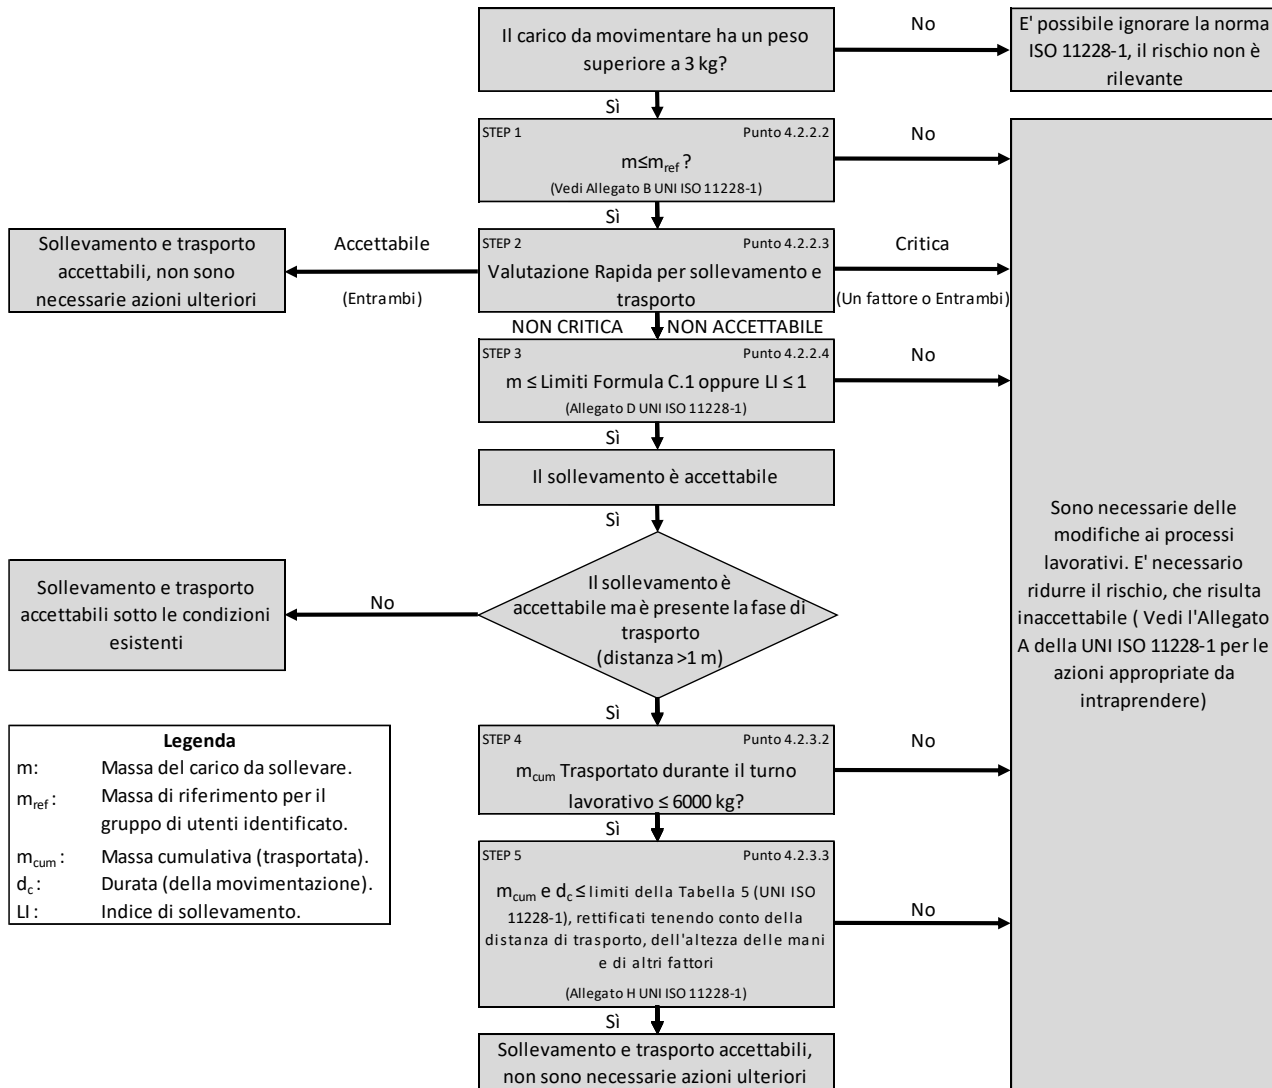 Il carico da movimentare ha un peso
superiore a 3 kg?
No
E' possibile ignorare la norma
ISO 11228-1, il rischio non è
rilevante
Sì
STEP 1
Punto 4.2.2.2
m≤mref ?
(Vedi Allegato B UNI ISO 11228-1)
No
Sì
Sollevamento e trasporto
accettabili, non sono
necessarie azioni ulteriori
Accettabile
(Entrambi)
STEP 2
Punto 4.2.2.3
Valutazione Rapida per sollevamento e
trasporto
Critica
(Un fattore o Entrambi)
NON CRITICA
NON ACCETTABILE
STEP 3
Punto 4.2.2.4
m ≤ Limiti Formula C.1 oppure LI ≤ 1
(Allegato D UNI ISO 11228-1)
No
Sì
Il sollevamento è accettabile
Sì
Il sollevamento è
accettabile ma è presente la fase di
trasporto
(distanza >1 m)
No
Sollevamento e trasporto
accettabili sotto le condizioni
esistenti
Sono necessarie delle
modifiche ai processi
lavorativi. E' necessario
ridurre il rischio, che risulta
inaccettabile ( Vedi l'Allegato
A della UNI ISO 11228-1 per le
azioni appropriate da
intraprendere)
Sì
STEP 4
Punto 4.2.3.2
mcum Trasportato durante il turno
lavorativo ≤ 6000 kg?
No
Sì
STEP 5
Punto 4.2.3.3
mcum e dc ≤ limiti della Tabella 5 (UNI ISO
11228-1), rettificati tenendo conto della
distanza di trasporto, dell'altezza delle mani
e di altri fattori
(Allegato H UNI ISO 11228-1)
No
Sì
Sollevamento e trasporto accettabili,
non sono necessarie azioni ulteriori
Legenda
m: Massa del carico da sollevare.
mref : Massa di riferimento per il
gruppo di utenti identificato.
mcum : Massa cumulativa (trasportata).
dc : Durata (della movimentazione).
LI : Indice di sollevamento.